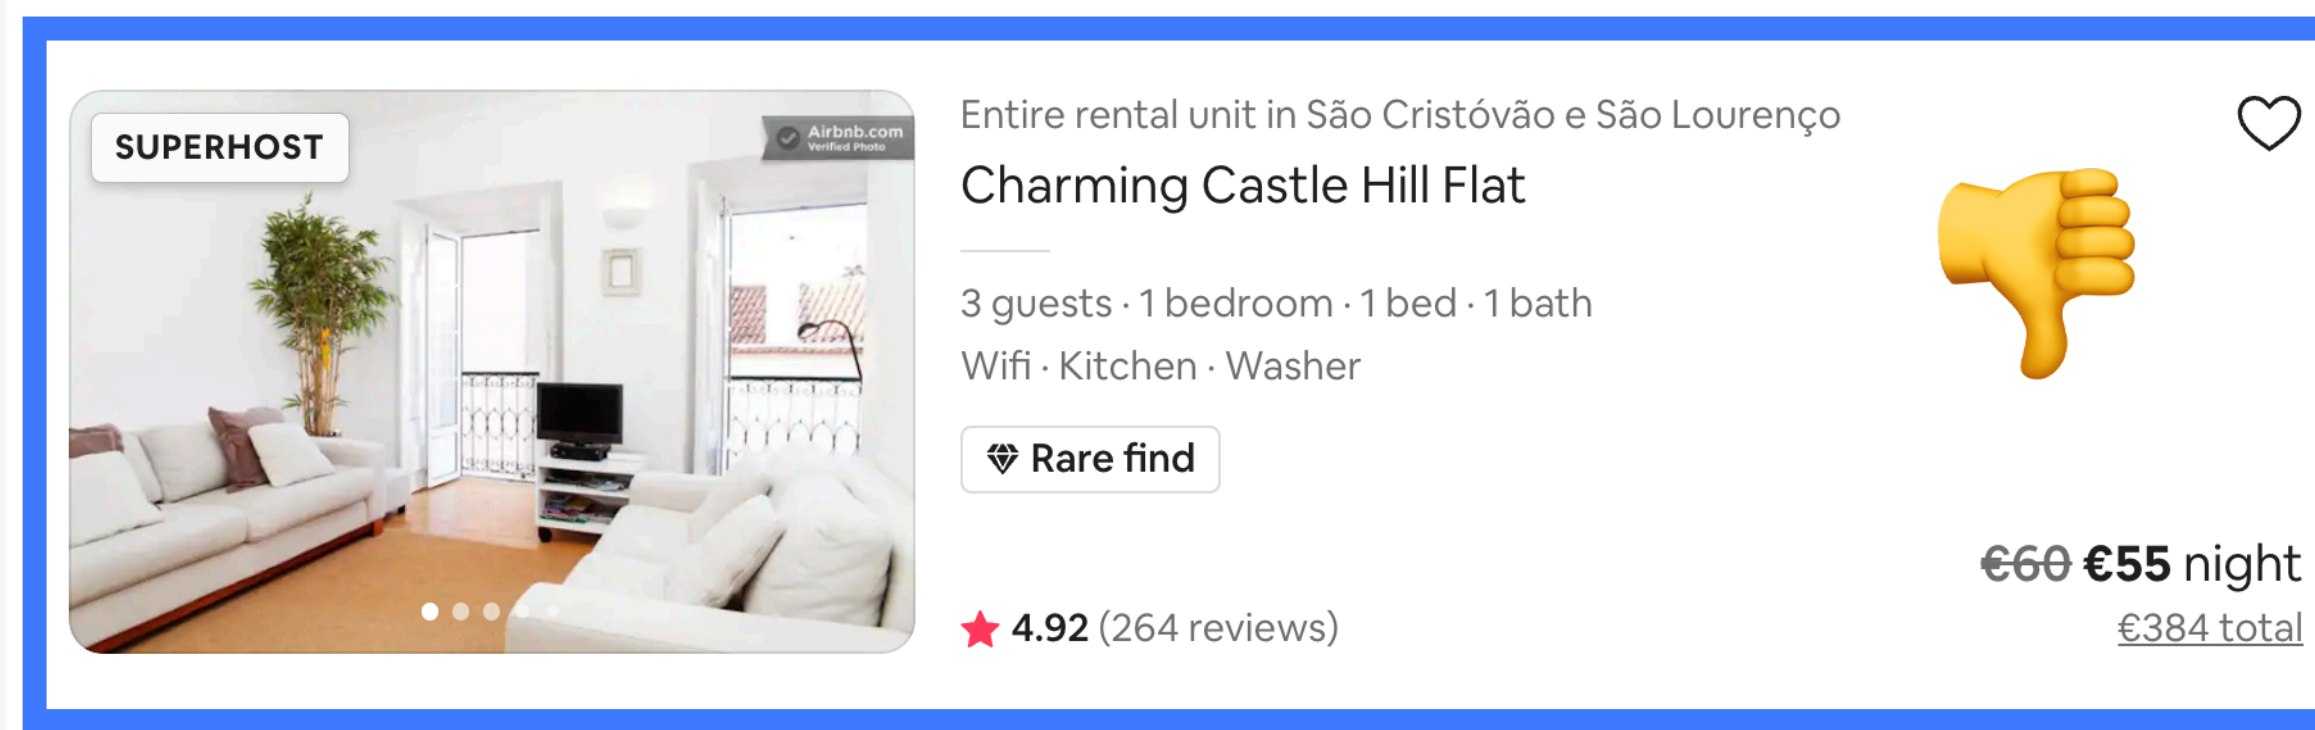 SUPERHOST
Airbnb.com
Verified Photo
Entire rental unit in São Cristóvão e São Lourenço
Charming Castle Hill Flat
3 guests · 1 bedroom · 1 bed · 1 bath
Wifi · Kitchen · Washer
Rare find
4.92 (264 reviews)
€60 €55 night
€384 total